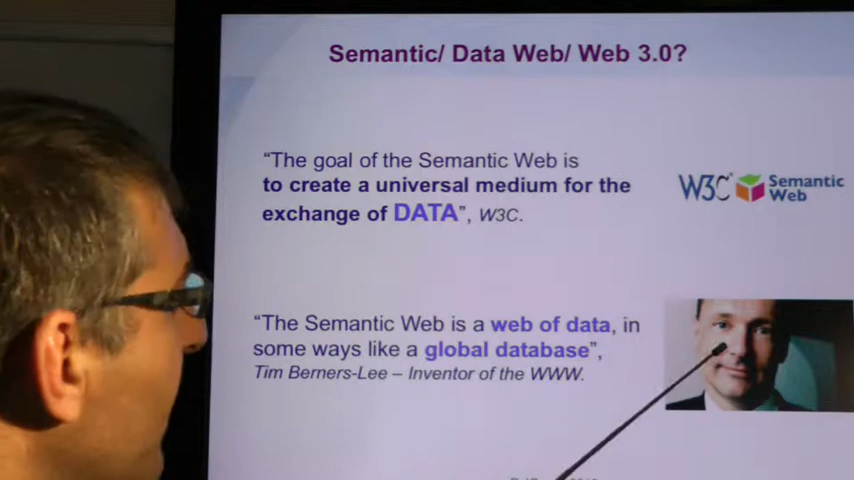 Semantic/ Data Web/ Web 3.0?
“The goal of the Semantic Web is
to create a universal medium for the
exchange of DATA”, W3C.
W3C Semantic
Web
“The Semantic Web is a web of data, in
some ways like a global database”,
Tim Berners-Lee – Inventor of the WWW.